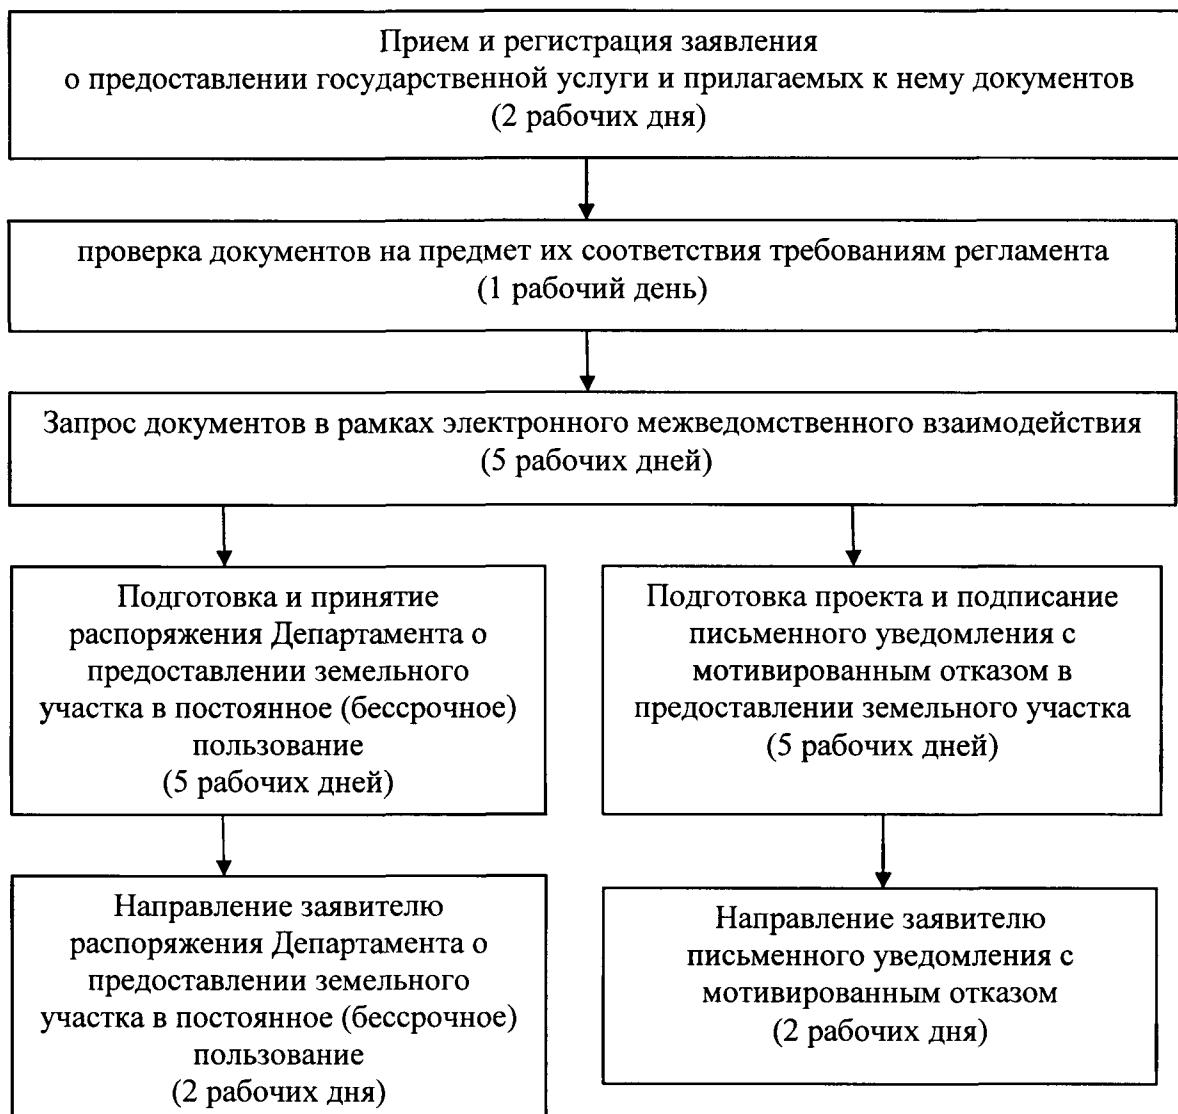 Прием и регистрация заявления
о предоставлении государственной услуги и прилагаемых к нему документов
(2 рабочих дня)
проверка документов на предмет их соответствия требованиям регламента
(1 рабочий день)
Запрос документов в рамках электронного межведомственного взаимодействия
(5 рабочих дней)
Подготовка и принятие
распоряжения Департамента о
предоставлении земельного
участка в постоянное (бессрочное)
пользование
(5 рабочих дней)
Подготовка проекта и подписание
письменного уведомления с
мотивированным отказом в
предоставлении земельного участка
(5 рабочих дней)
Направление заявителю
распоряжения Департамента о
предоставлении земельного
участка в постоянное (бессрочное)
пользование
(2 рабочих дня)
Направление заявителю
письменного уведомления с
мотивированным отказом
(2 рабочих дня)